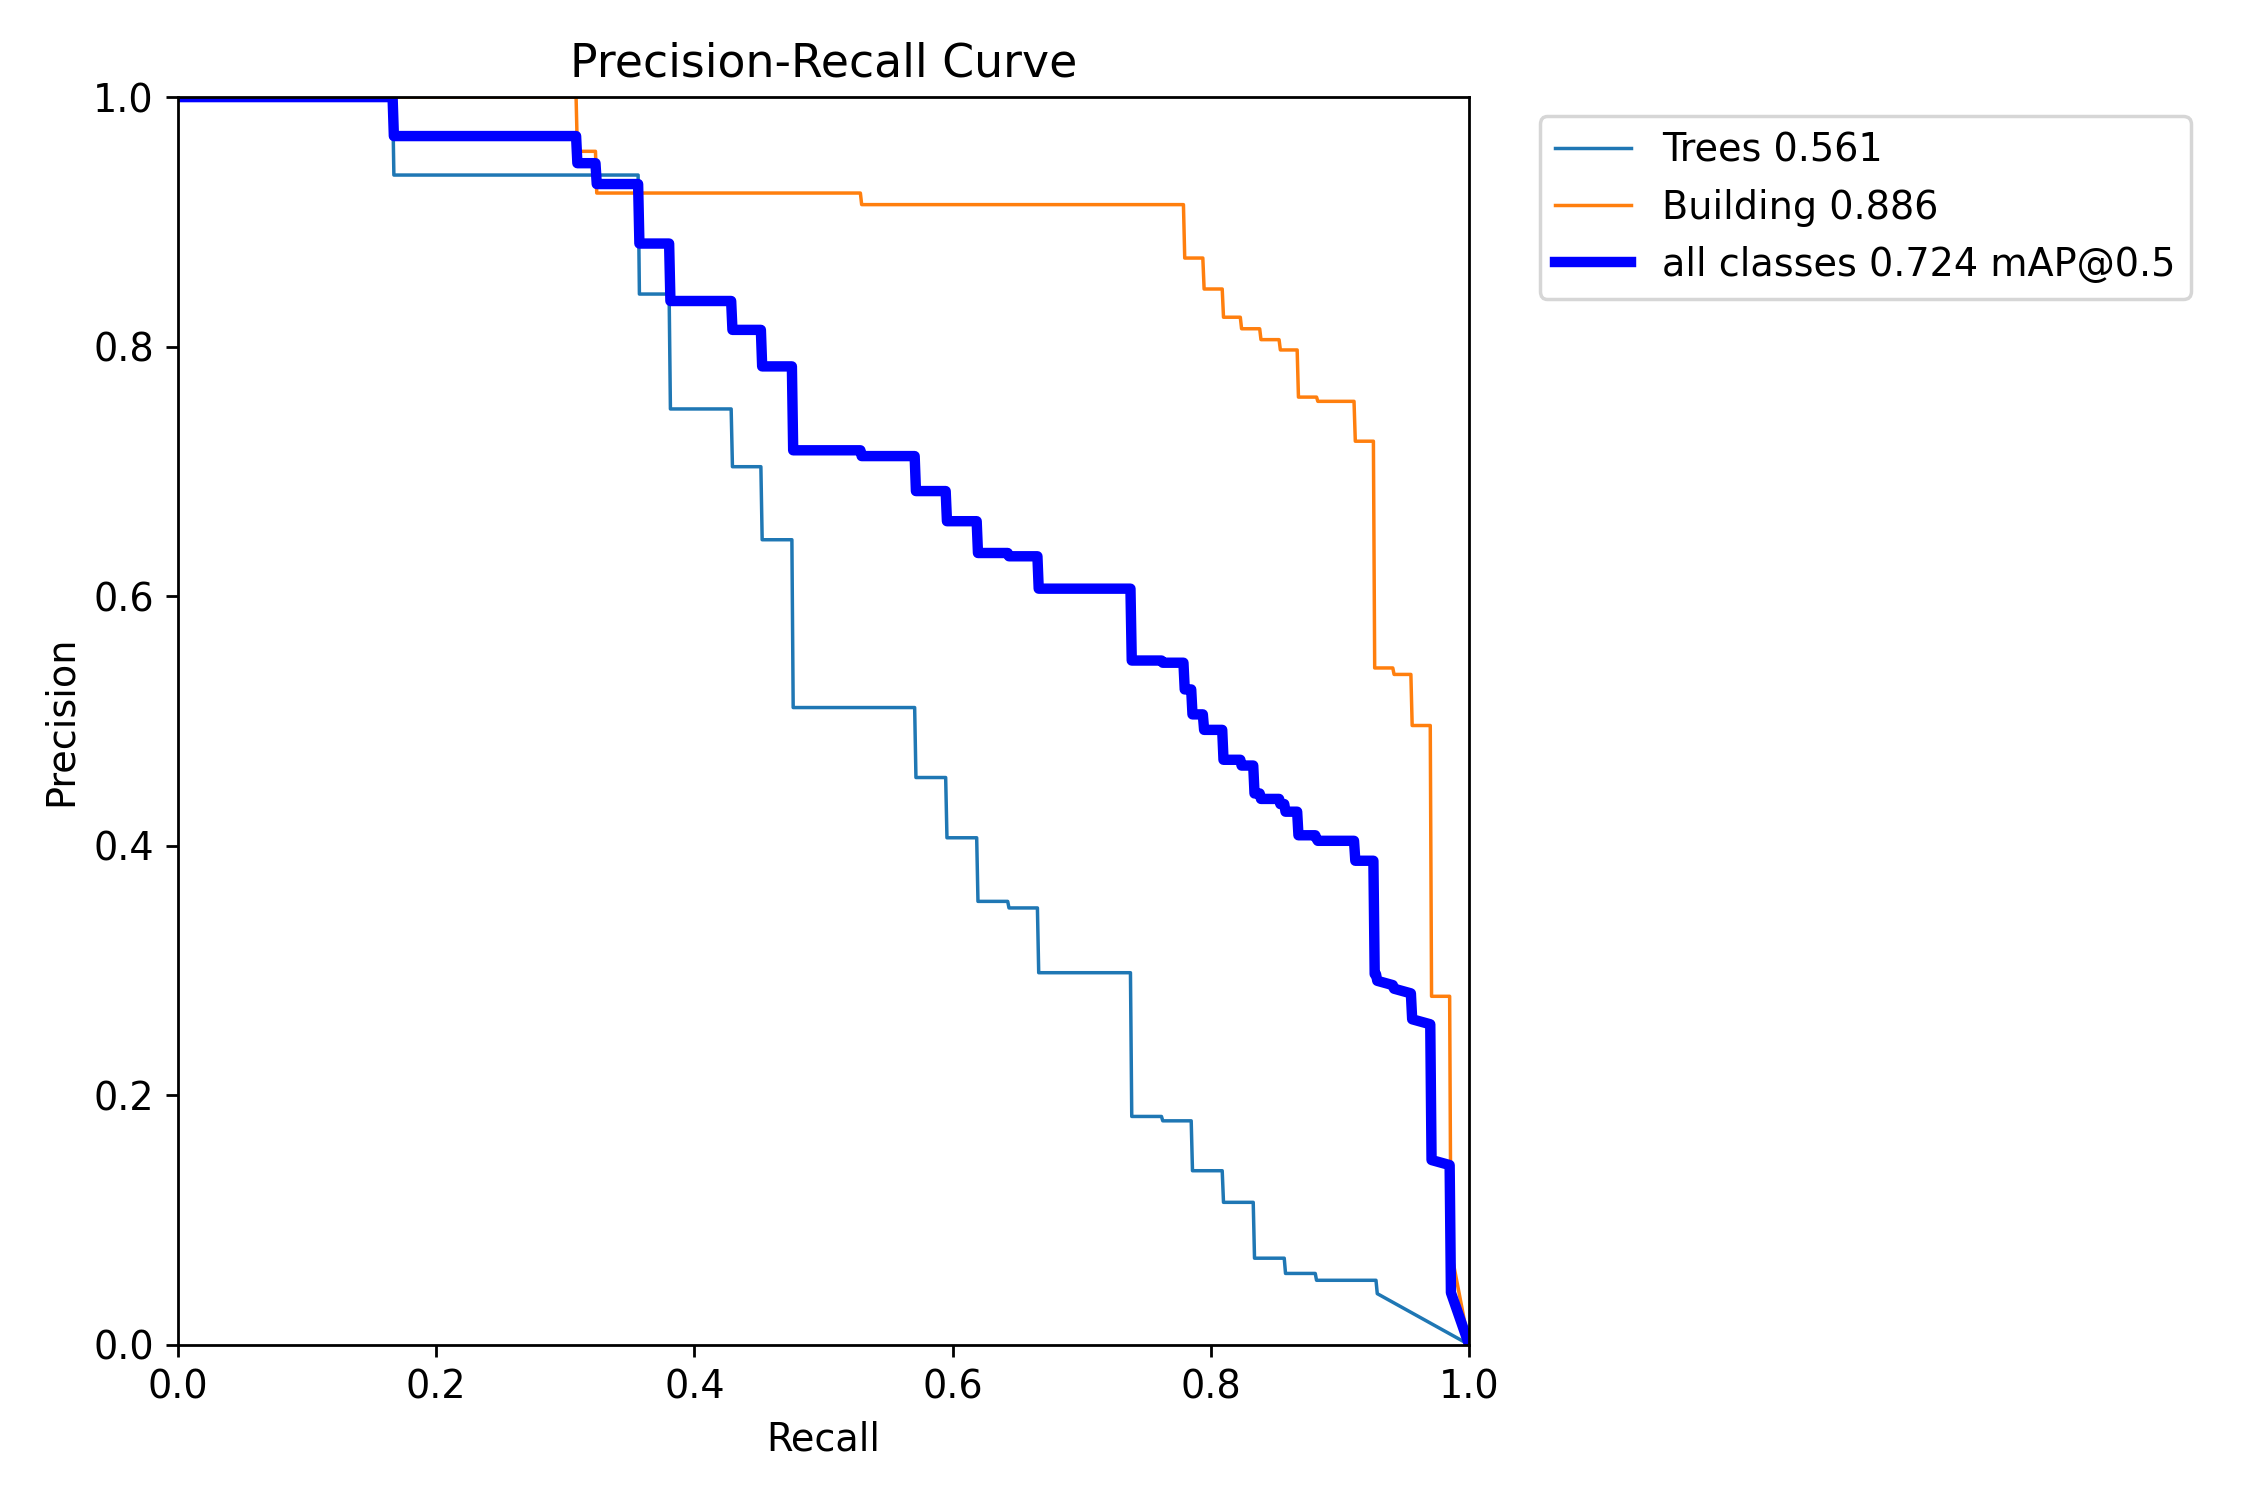 Precision-Recall Curve
1.0
0.8
0.6
0.4
0.2
0.0
Precision
0.0 0.2 0.4 0.6 0.8 1.0
Recall
Trees 0.561
Building 0.886
all classes 0.724 mAP@0.5